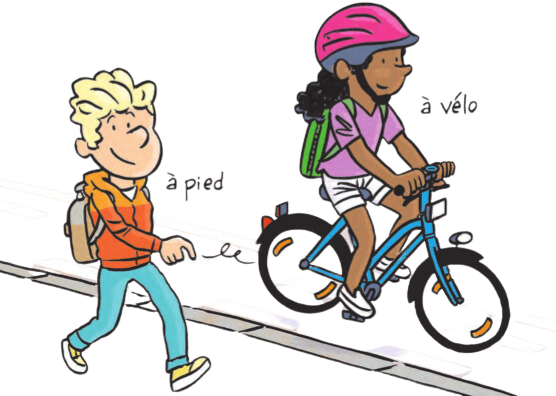 à vélo
à pied